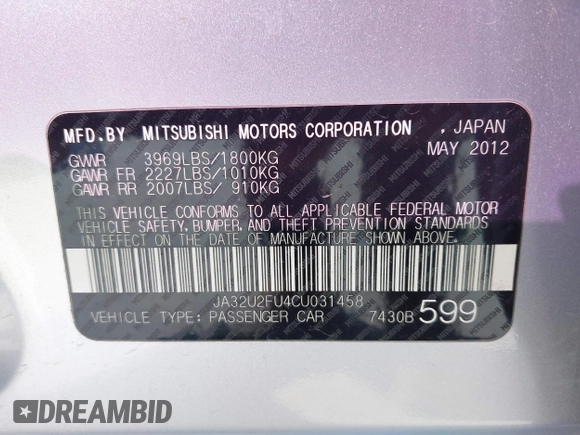 MFD.BY MITSUBISHI MOTORS CORPORATION , JAPAN
MAY 2012
GVWR 3969LBS/1800KG
GAWR FR 2227LBS/1010KG
GAWR RR 2007LBS/ 910KG
THIS VEHICLE CONFORMS TO ALL APPLICABLE FEDERAL MOTOR
VEHICLE SAFETY, BUMPER, AND THEFT PREVENTION STANDARDS
IN EFFECT ON THE DATE OF MANUFACTURE SHOWN ABOVE.
JA32U2FU4CU031458
VEHICLE TYPE: PASSENGER CAR 7430B 599
DREAMBID